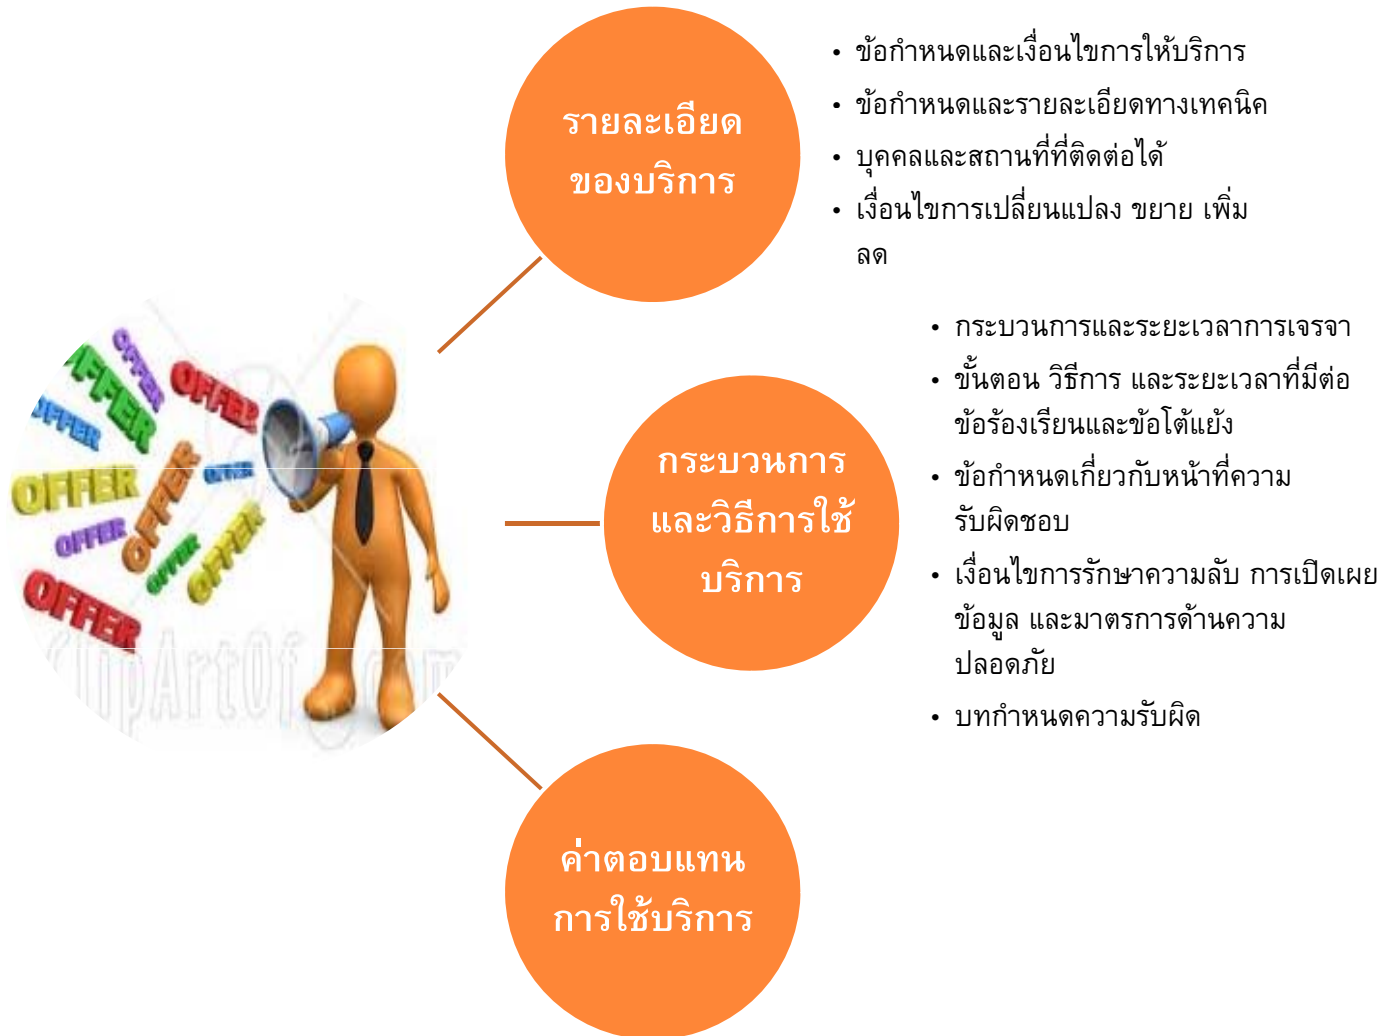 รายละเอียด
ของบริการ
• ข้อกำหนดและเงื่อนไขการให้บริการ
• ข้อกำหนดและรายละเอียดทางเทคนิค
• บุคคลและสถานที่ที่ติดต่อได้
• เงื่อนไขการเปลี่ยนแปลง ขยาย เพิ่ม
ลด
OFFER
OFFER
OFFER
OFFER
OFFER
OFFER
OFFER
OFFER
OFFER
OFFER
OFFER
กระบวนการ
และวิธีการใช้
บริการ
• กระบวนการและระยะเวลาการเจรจา
• ขั้นตอน วิธีการ และระยะเวลาที่มีต่อ
ข้อร้องเรียนและข้อโต้แย้ง
• ข้อกำหนดเกี่ยวกับหน้าที่ความ
รับผิดชอบ
• เงื่อนไขการรักษาความลับ การเปิดเผย
ข้อมูล และมาตรการด้านความ
ปลอดภัย
• บทกำหนดความรับผิด
ค่าตอบแทน
การใช้บริการ